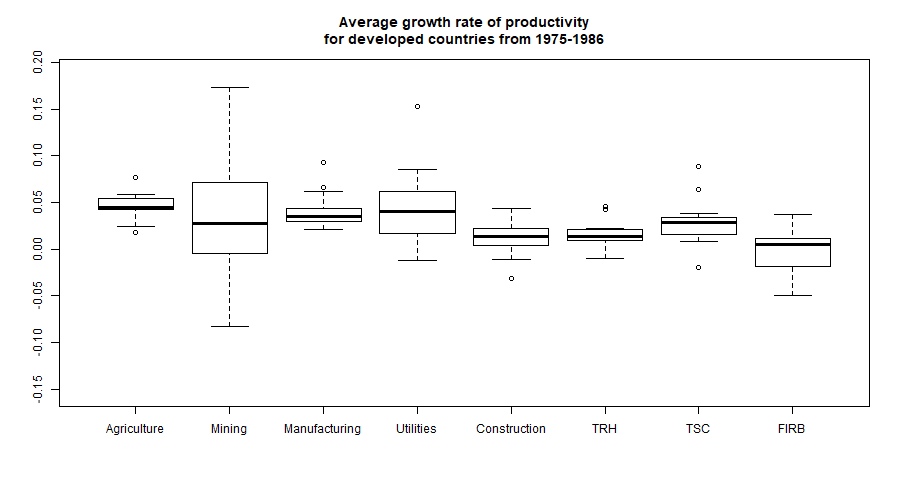 Average growth rate of productivity
for developed countries from 1975-1986
0.20
0.15
0.10
0.05
0.00
-0.05
-0.10
-0.15
Agriculture Mining Manufacturing Utilities Construction TRH TSC FIRB